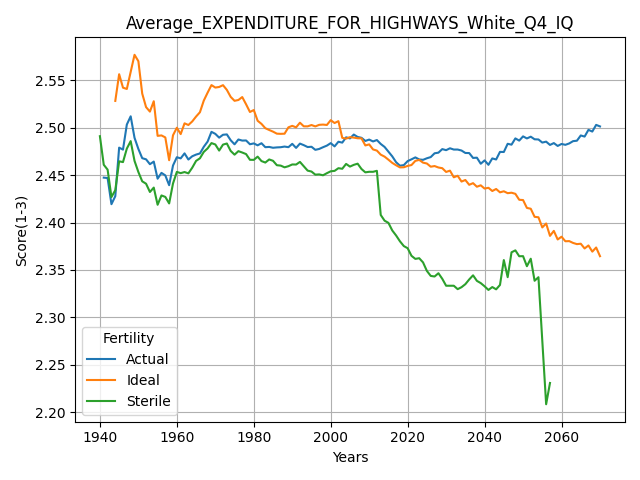 Average_EXPENDITURE_FOR_HIGHWAYS_White_Q4_IQ
Score(1-3)
2.55
2.50
2.45
2.40
2.35
2.30
2.25
2.20
Fertility
Actual
Ideal
Sterile
1940 1960 1980 2000 2020 2040 2060
Years